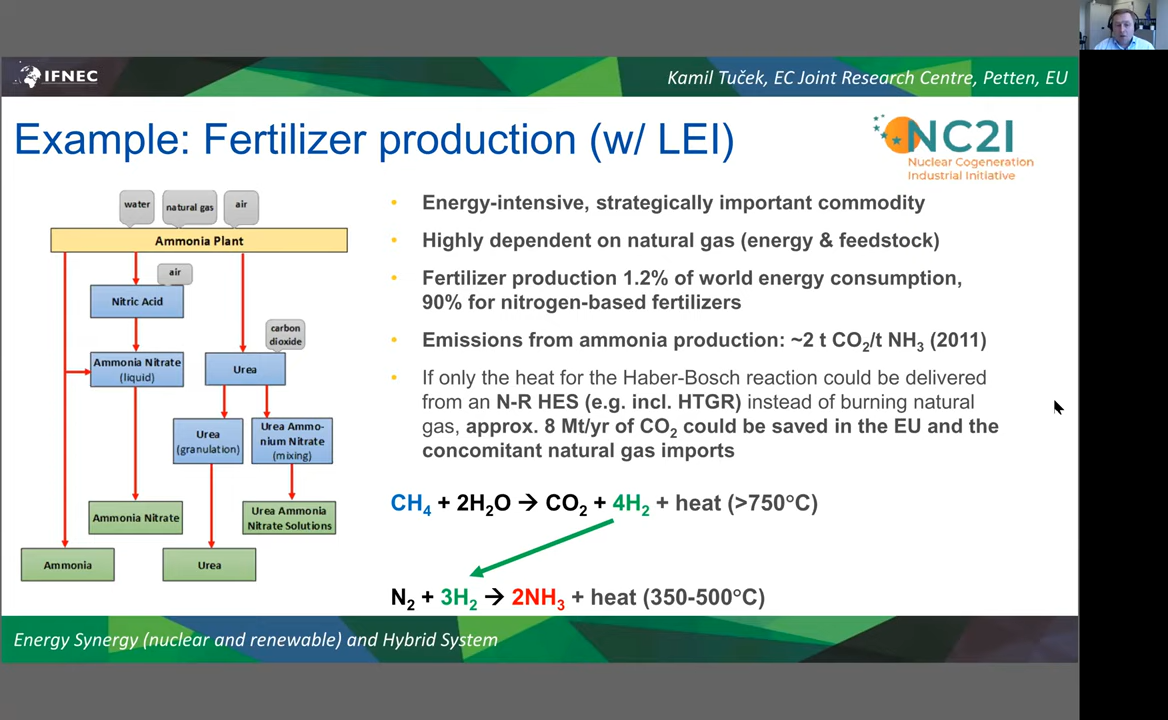 IFNEC
Kamil Tuček, EC Joint Research Centre, Petten, EU
Example: Fertilizer production (w/ LEI)
NC2I
Nuclear Cogeneration
Industrial Initiative
water
natural gas
air
Ammonia Plant
air
Nitric Acid
carbon
dioxide
Ammonia Nitrate
(liquid)
Urea
Urea
(granulation)
Urea Ammo-
nium Nitrate
(mixing)
Ammonia Nitrate
Urea Ammonia
Nitrate Solutions
Ammonia
Urea
• Energy-intensive, strategically important commodity
• Highly dependent on natural gas (energy & feedstock)
• Fertilizer production 1.2% of world energy consumption,
90% for nitrogen-based fertilizers
• Emissions from ammonia production: ~2 t CO₂/t NH₃ (2011)
• If only the heat for the Haber-Bosch reaction could be delivered
from an N-R HES (e.g. incl. HTGR) instead of burning natural
gas, approx. 8 Mt/yr of CO₂ could be saved in the EU and the
concomitant natural gas imports
CH₄ + 2H₂O → CO₂ + 4H₂ + heat (>750°C)
N₂ + 3H₂ → 2NH₃ + heat (350-500°C)
Energy Synergy (nuclear and renewable) and Hybrid System